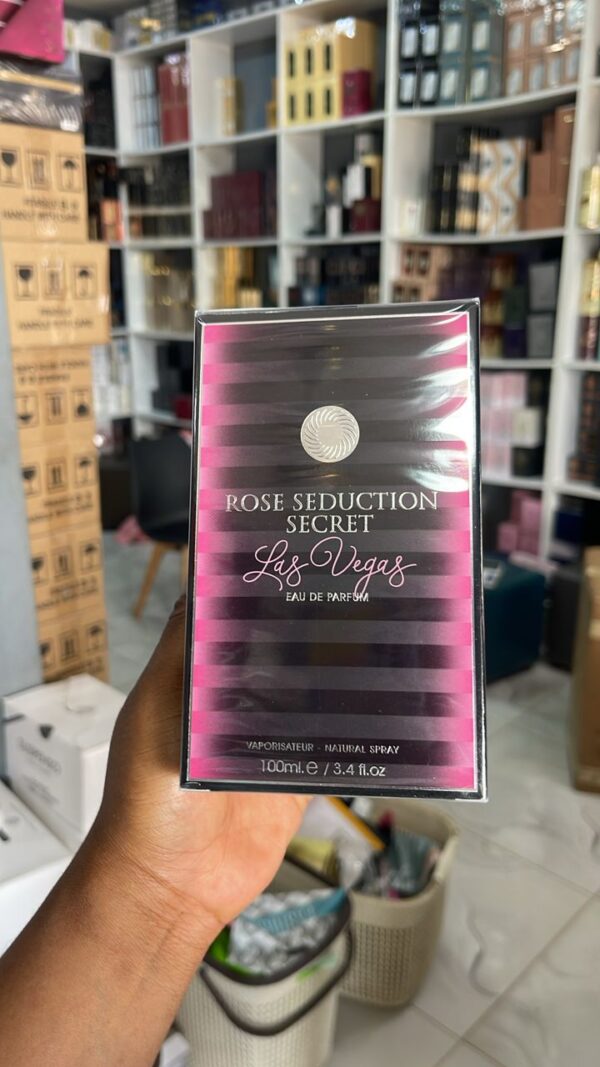 ROSE SEDUCTION
SECRET
Las Vegas
EAU DE PARFUM
VAPORISATEUR - NATURAL SPRAY
100ml.e / 3.4 fl.oz